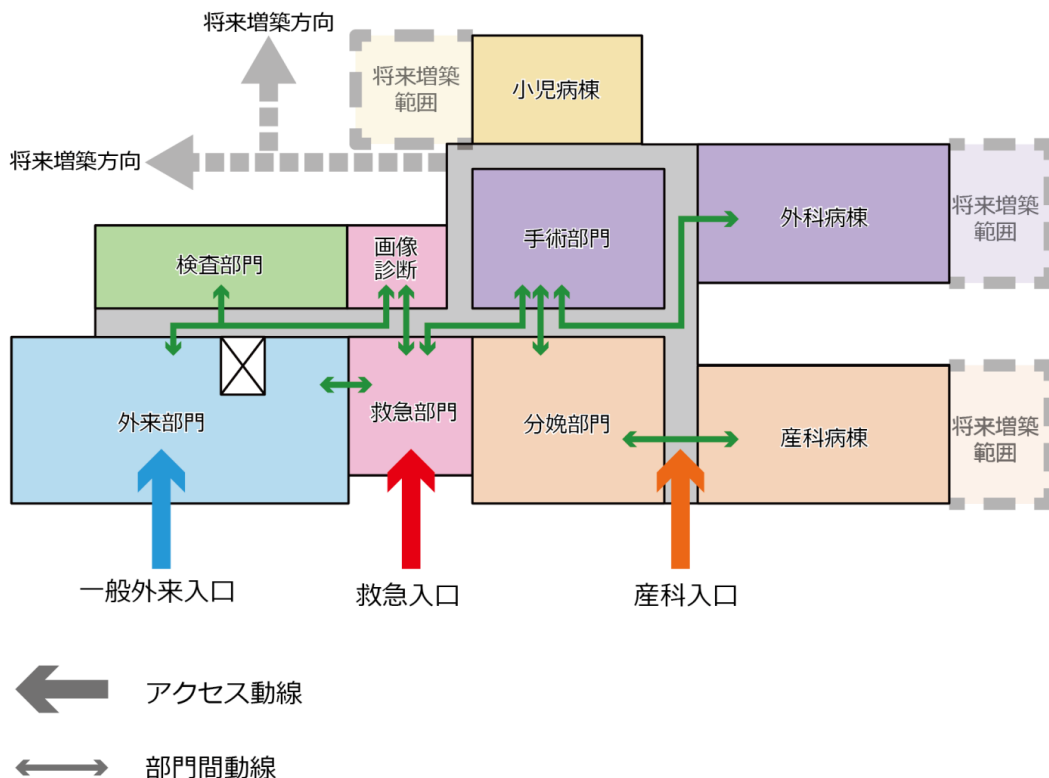 将来増築方向
将来増築
範囲
小児病棟
将来増築方向
外科病棟
将来増築
範囲
手術部門
画像
診断
検査部門
外来部門
救急部門
分娩部門
産科病棟
将来増築
範囲
一般外来入口
救急入口
産科入口
アクセス動線
部門間動線